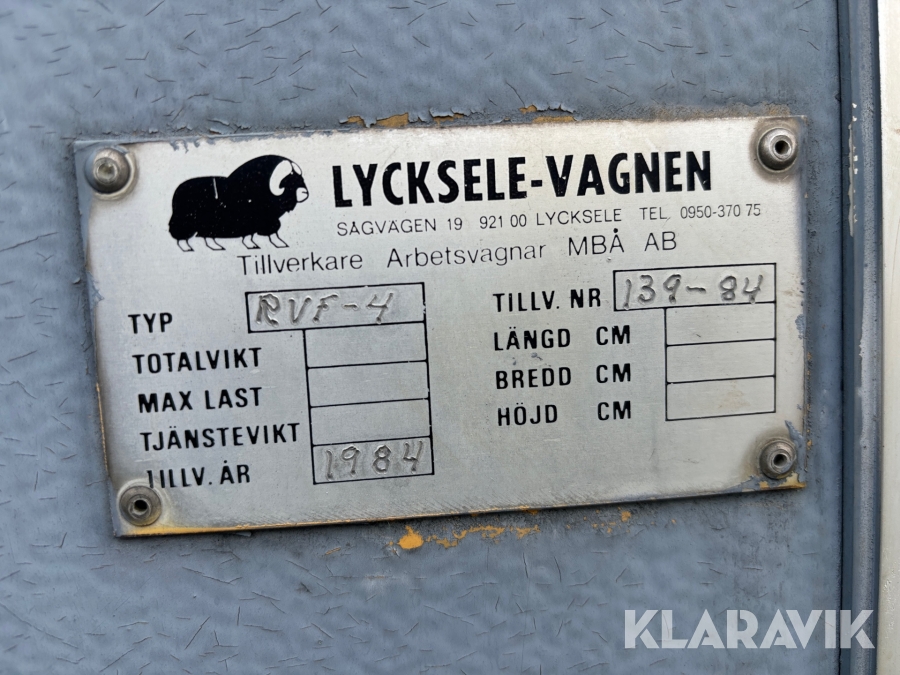 LYCKSELE-VAGNEN
SÅGVÄGEN 19 921 00 LYCKSELE TEL. 0950-370 75
Tillverkare Arbetsvagnar MBÅ AB
TYP RVF-4
TOTALVIKT
MAX LAST
TJÄNSTEVIKT
TILLV. ÅR 1984
TILLV. NR 139-84
LÄNGD CM
BREDD CM
HÖJD CM
KLARAVIK